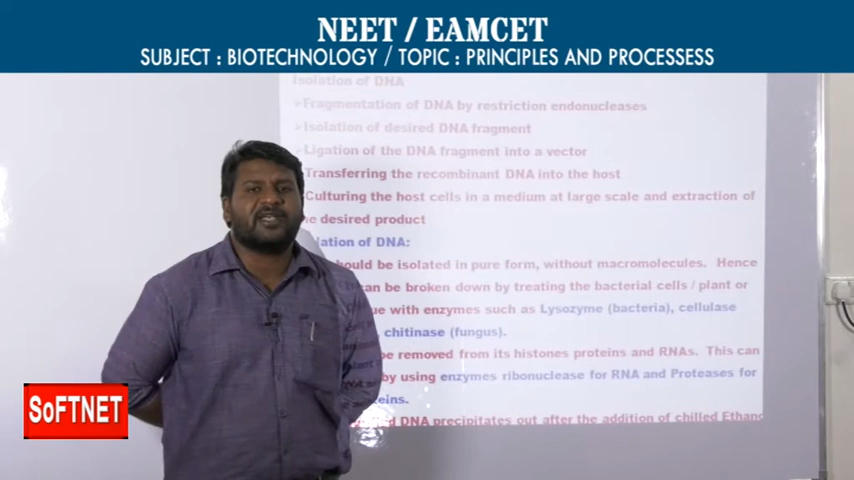 NEET / EAMCET
SUBJECT : BIOTECHNOLOGY / TOPIC : PRINCIPLES AND PROCESSESS
Isolation of DNA
Fragmentation of DNA by restriction endonucleases
Isolation of desired DNA fragment
Ligation of the DNA fragment into a vector
Transferring the recombinant DNA into the host
Culturing the host cells in a medium at large scale and extraction of
desired product
lation of DNA:
ould be isolated in pure form, without macromolecules. Hence
can be broken down by treating the bacterial cells / plant or
ue with enzymes such as Lysozyme (bacteria), cellulase
chitinase (fungus).
be removed from its histones proteins and RNAs. This can
by using enzymes ribonuclease for RNA and Proteases for
eins.
d DNA precipitates out after the addition of chilled Ethano
SoFTNET